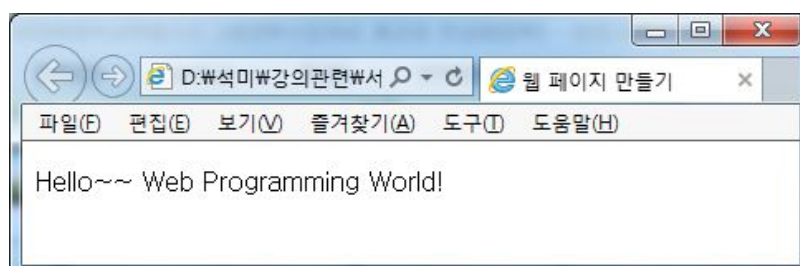 D:₩석미₩강의관련₩서
웹 페이지 만들기
파일(F) 편집(E) 보기(V) 즐겨찾기(A) 도구(T) 도움말(H)
Hello~~ Web Programming World!